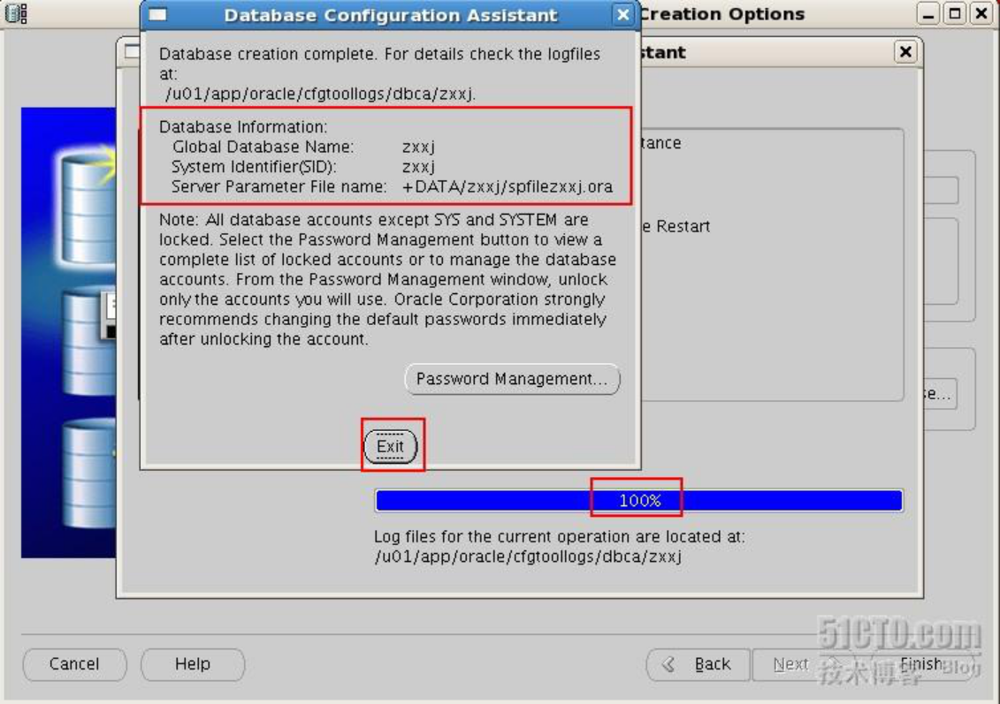 Database Configuration Assistant
Creation Options
stant
Database creation complete. For details check the logfiles
at:
/u01/app/oracle/cfgtoollogs/dbca/zxxj.
Database Information:
Global Database Name: zxxj
System Identifier(SID): zxxj
Server Parameter File name: +DATA/zxxj/spfilezxxj.ora
tance
e Restart
Note: All database accounts except SYS and SYSTEM are
locked. Select the Password Management button to view a
complete list of locked accounts or to manage the database
accounts. From the Password Management window, unlock
only the accounts you will use. Oracle Corporation strongly
recommends changing the default passwords immediately
after unlocking the account.
Password Management...
se...
Exit
100%
Log files for the current operation are located at:
/u01/app/oracle/cfgtoollogs/dbca/zxxj
Cancel Help Back Next Finish
51CTO.com
技术博客 Blog